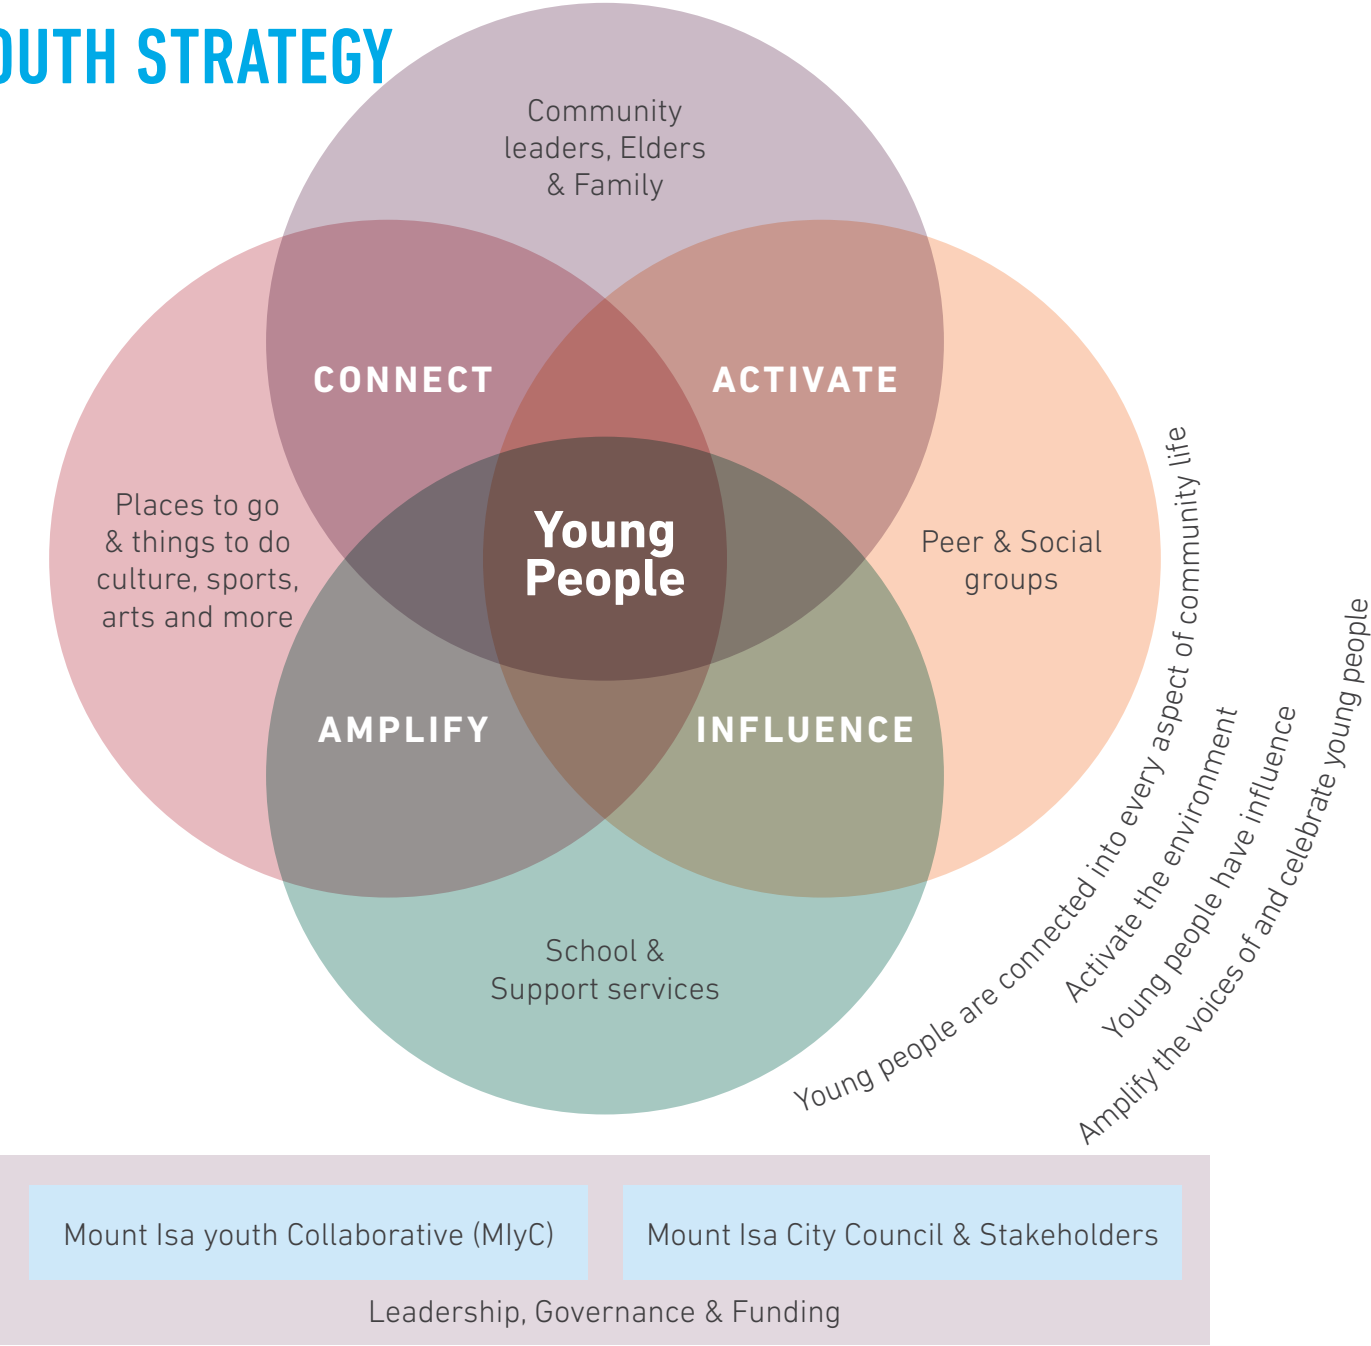 OUTH STRATEGY
Community
leaders, Elders
& Family
CONNECT
ACTIVATE
Places to go
& things to do
culture, sports,
arts and more
Young
People
Peer & Social
groups
AMPLIFY
INFLUENCE
School &
Support services
Young people are connected into every aspect of community life
Activate the environment
Young people have influence
Amplify the voices of and celebrate young people
Mount Isa youth Collaborative (MIyC)
Mount Isa City Council & Stakeholders
Leadership, Governance & Funding